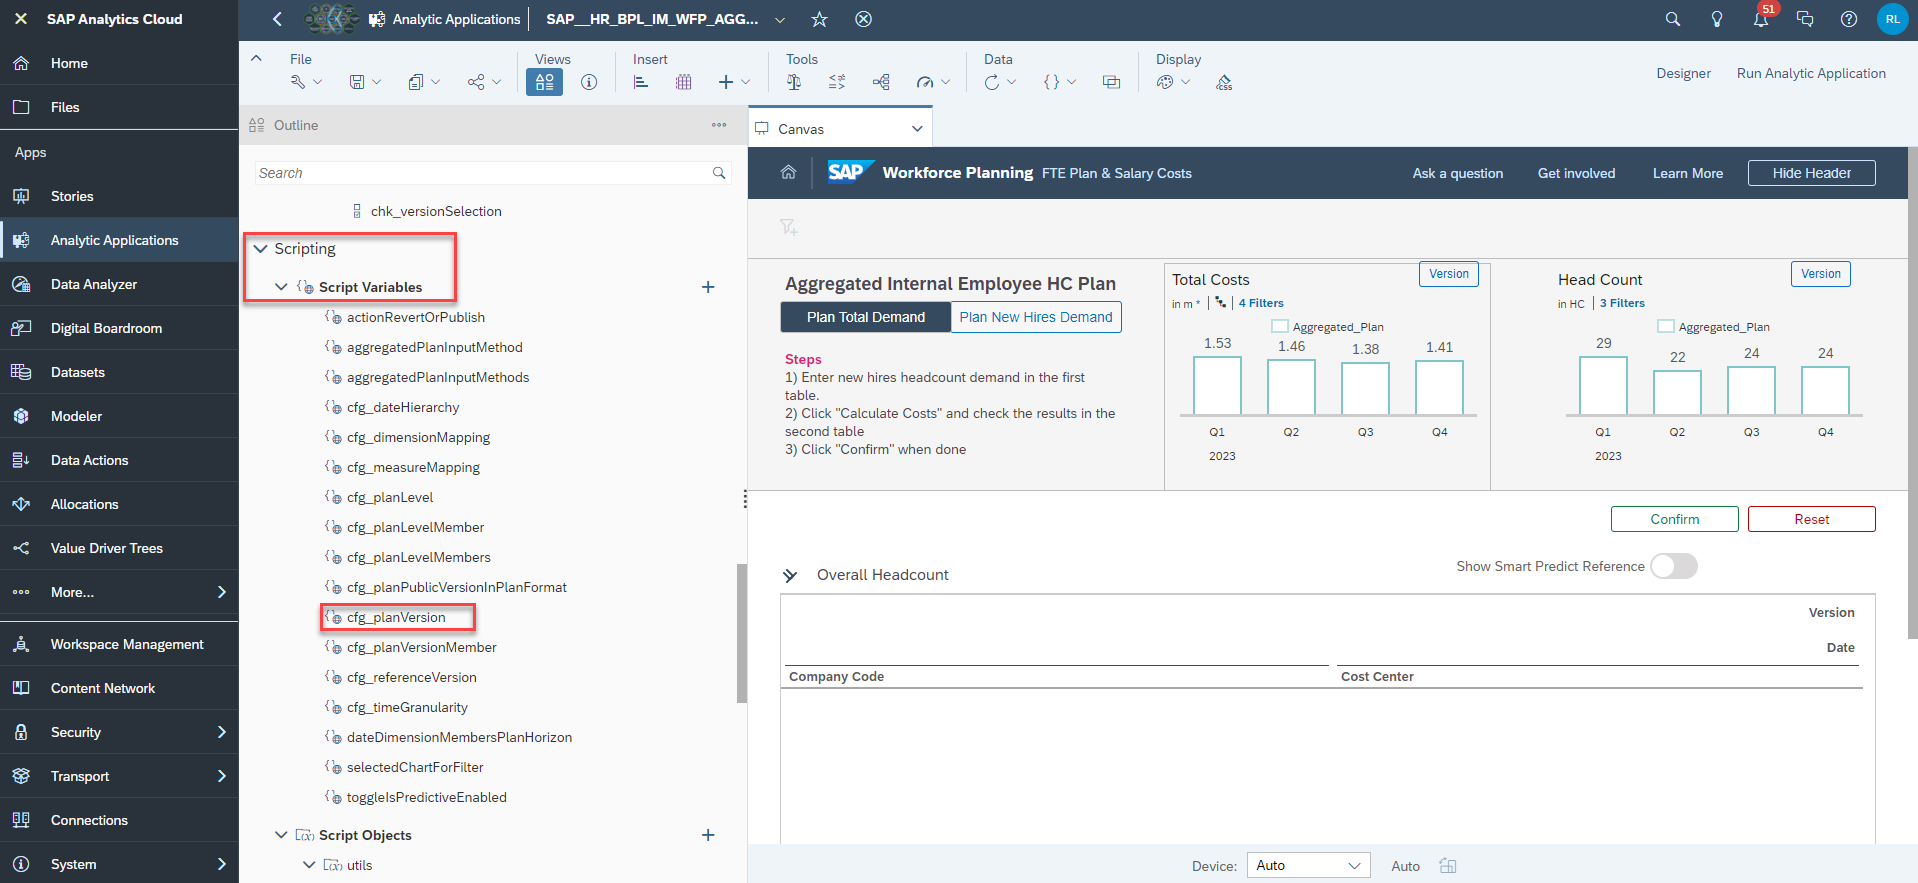 SAP Analytics Cloud
Analytic Applications
SAP__HR_BPL_IM_WFP_AGG...
51
RL
Home
Files
Apps
Stories
Analytic Applications
Data Analyzer
Digital Boardroom
Datasets
Modeler
Data Actions
Allocations
Value Driver Trees
More...
Workspace Management
Content Network
Security
Transport
Connections
System
File
Views
Insert
Tools
Data
Display
CSS
Designer
Run Analytic Application
Outline
Search
chk_versionSelection
Scripting
Script Variables
actionRevertOrPublish
aggregatedPlanInputMethod
aggregatedPlanInputMethods
cfg_dateHierarchy
cfg_dimensionMapping
cfg_measureMapping
cfg_planLevel
cfg_planLevelMember
cfg_planLevelMembers
cfg_planPublicVersionInPlanFormat
cfg_planVersion
cfg_planVersionMember
cfg_referenceVersion
cfg_timeGranularity
dateDimensionMembersPlanHorizon
selectedChartForFilter
toggleIsPredictiveEnabled
Script Objects
utils
Canvas
SAP Workforce Planning FTE Plan & Salary Costs
Ask a question
Get involved
Learn More
Hide Header
Aggregated Internal Employee HC Plan
Plan Total Demand
Plan New Hires Demand
Steps
1) Enter new hires headcount demand in the first
table.
2) Click "Calculate Costs" and check the results in the
second table
3) Click "Confirm" when done
Total Costs
Version
in m * 4 Filters
Aggregated_Plan
1.53 1.46 1.38 1.41
Q1 Q2 Q3 Q4
2023
Head Count
Version
in HC 3 Filters
Aggregated_Plan
29 22 24 24
Q1 Q2 Q3 Q4
2023
Confirm
Reset
Overall Headcount
Show Smart Predict Reference
Version
Date
Company Code
Cost Center
Device: Auto
Auto